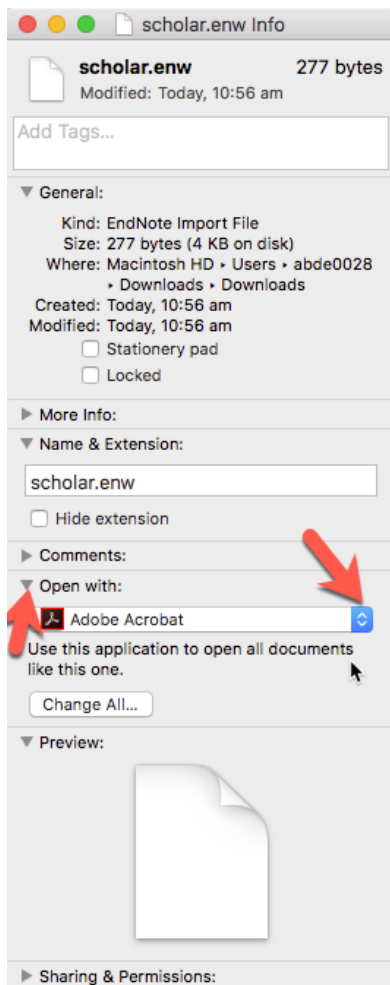 scholar.enw Info
scholar.enw 277 bytes
Modified: Today, 10:56 am
Add Tags...
General:
Kind: EndNote Import File
Size: 277 bytes (4 KB on disk)
Where: Macintosh HD ▸ Users ▸ abde0028
▸ Downloads ▸ Downloads
Created: Today, 10:56 am
Modified: Today, 10:56 am
Stationery pad
Locked
More Info:
Name & Extension:
scholar.enw
Hide extension
Comments:
Open with:
Adobe Acrobat
Use this application to open all documents
like this one.
Change All...
Preview:
Sharing & Permissions: